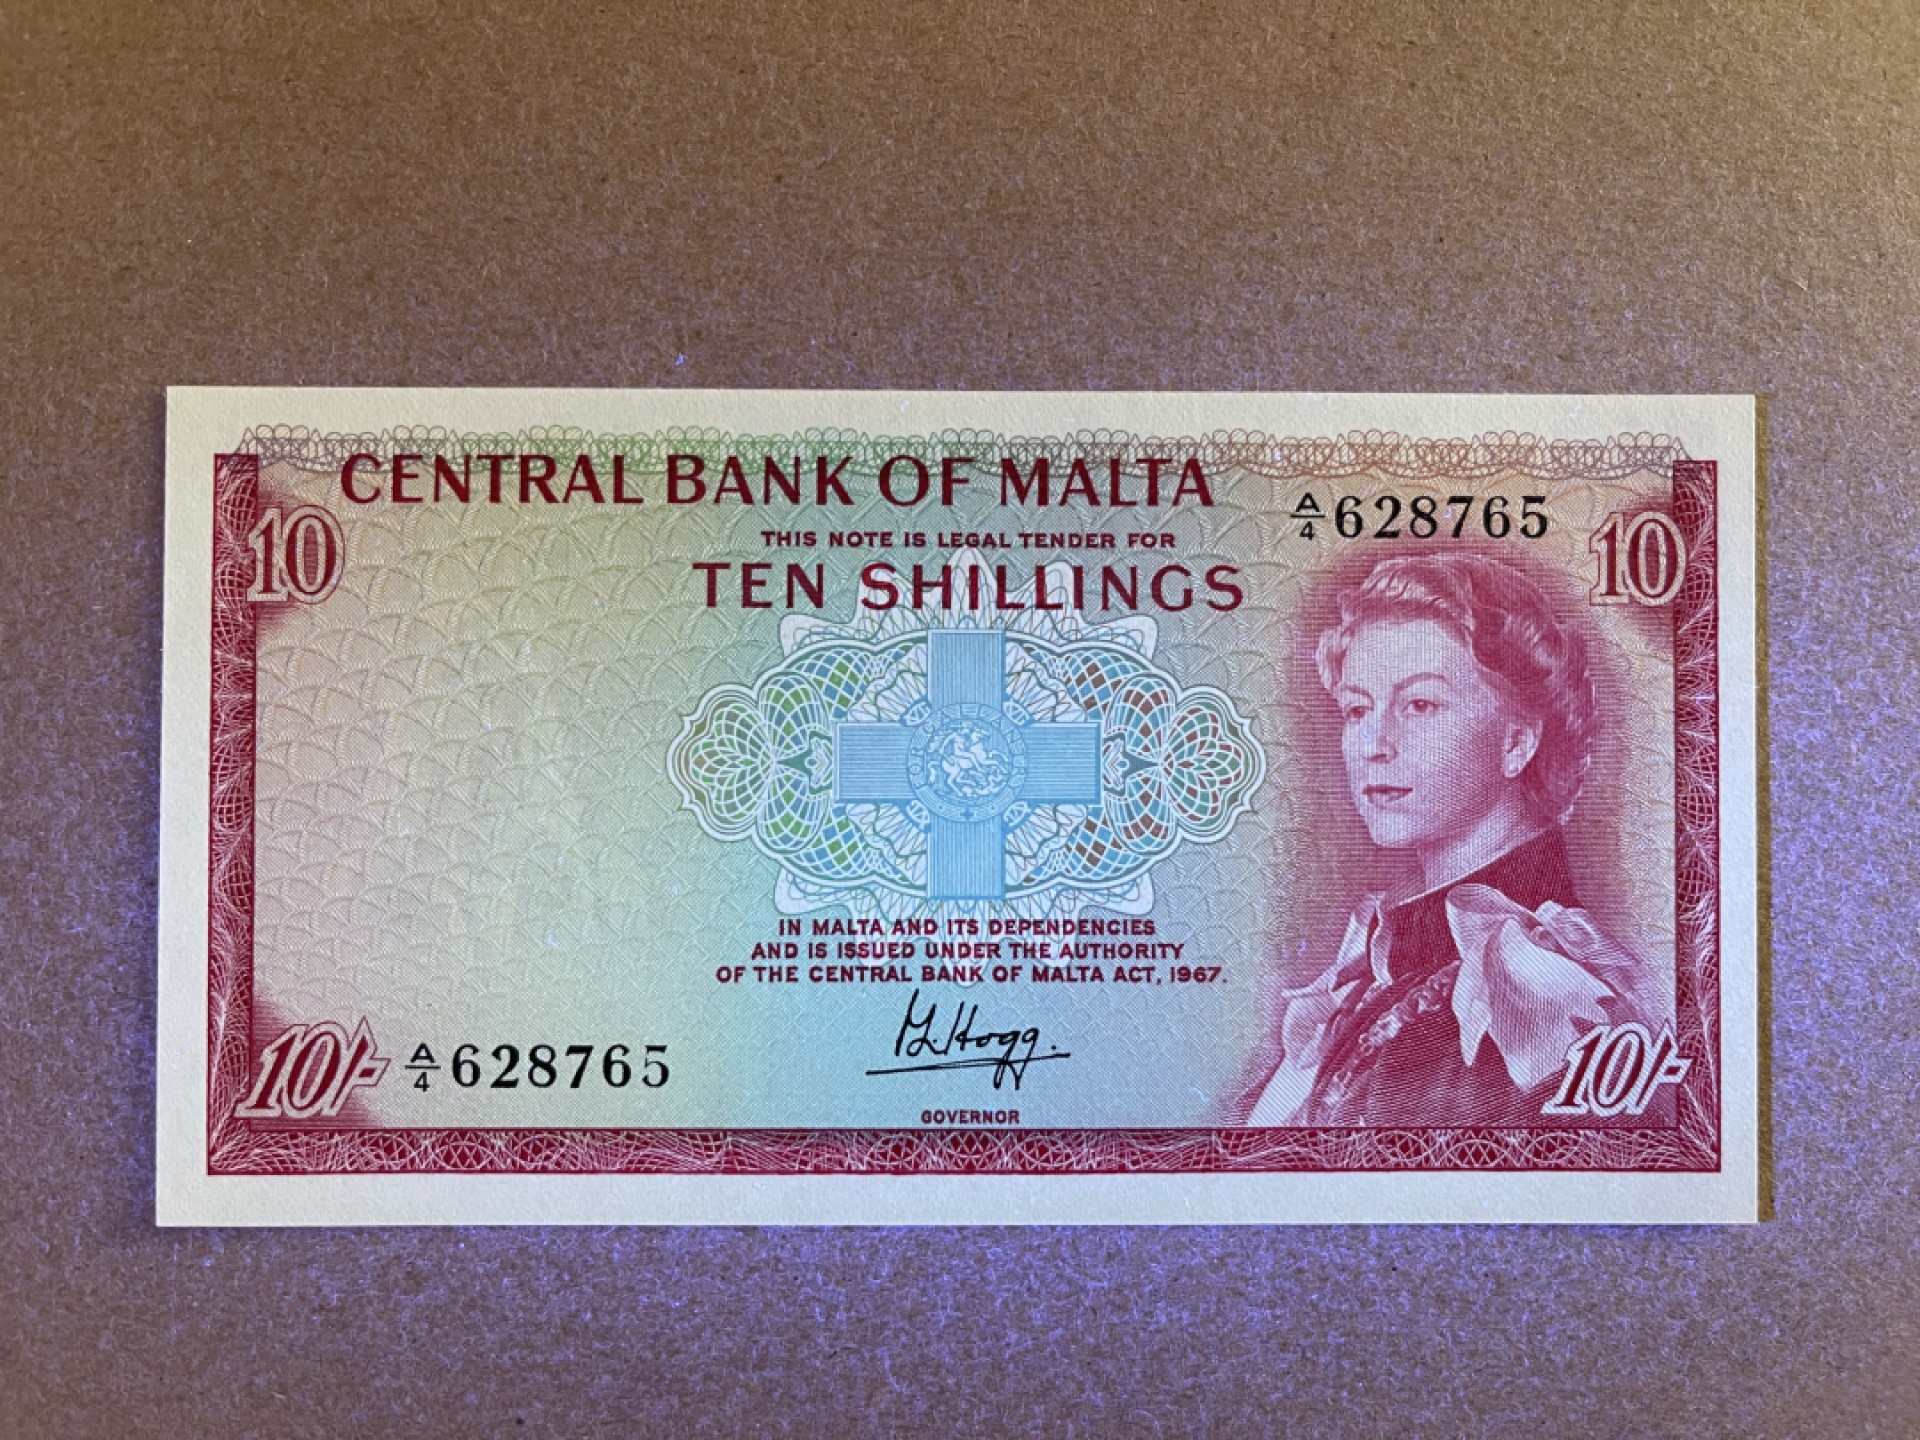 CENTRAL BANK OF MALTA
A/4 628765
10
10
THIS NOTE IS LEGAL TENDER FOR
TEN SHILLINGS
IN MALTA AND ITS DEPENDENCIES
AND IS ISSUED UNDER THE AUTHORITY
OF THE CENTRAL BANK OF MALTA ACT, 1967.
10/-
A/4 628765
Hogg.
10/-
GOVERNOR